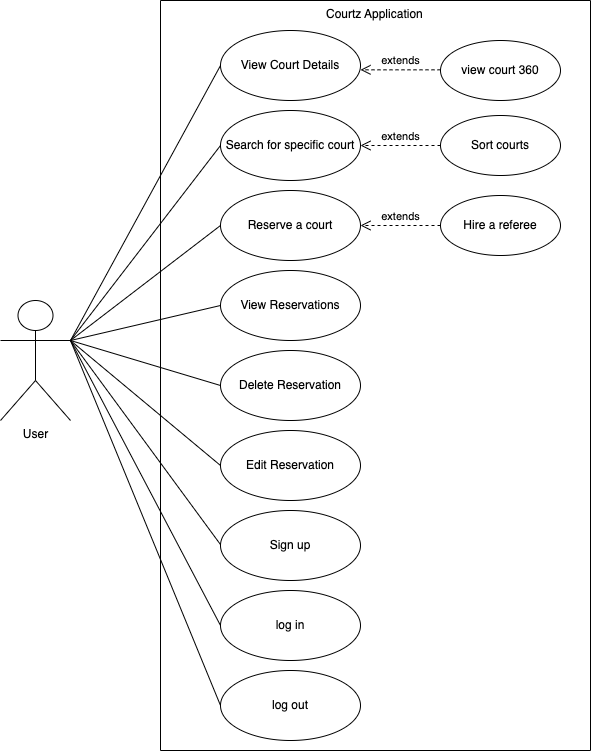 Courtz Application
View Court Details
extends
view court 360
Search for specific court
extends
Sort courts
Reserve a court
extends
Hire a referee
View Reservations
Delete Reservation
User
Edit Reservation
Sign up
log in
log out